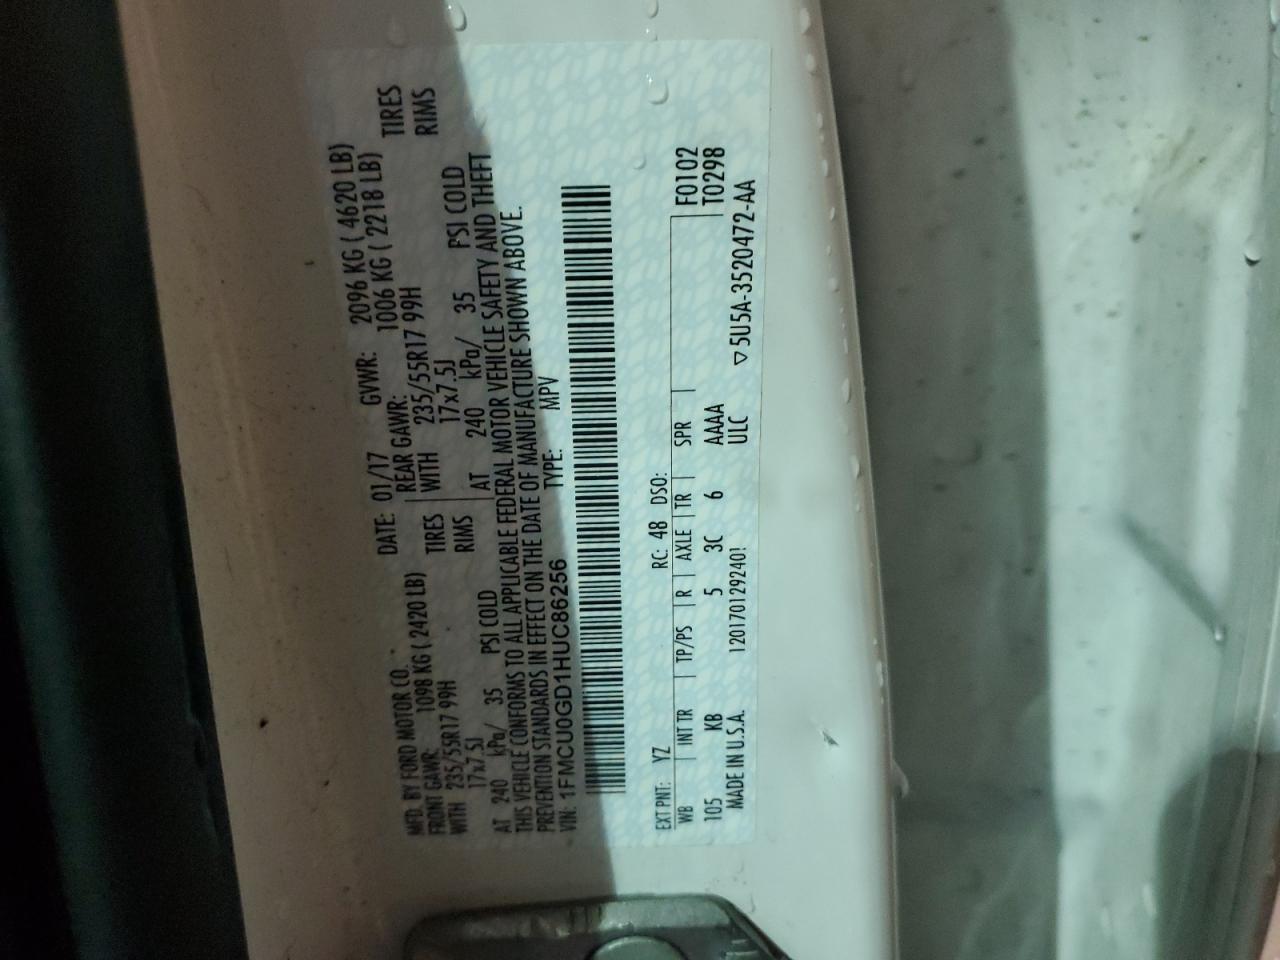 MFD. BY FORD MOTOR CO. DATE: 01/17 GVWR: 2096 KG ( 4620 LB)
FRONT GAWR: 1098 KG ( 2420 LB) REAR GAWR: 1006 KG ( 2218 LB)
WITH 235/55R17 99H TIRES WITH 235/55R17 99H TIRES
17x7.5J RIMS 17x7.5J RIMS
AT 240 kPa/ 35 PSI COLD AT 240 kPa/ 35 PSI COLD
THIS VEHICLE CONFORMS TO ALL APPLICABLE FEDERAL MOTOR VEHICLE SAFETY AND THEFT
PREVENTION STANDARDS IN EFFECT ON THE DATE OF MANUFACTURE SHOWN ABOVE.
VIN: 1FMCU0GD1HUC86256 TYPE: MPV
EXT PNT: YZ RC: 48 DSO: F0102
WB INT TR TP/PS R AXLE TR SPR T0298
105 KB 5 3C 6 AAAA
MADE IN U.S.A. 120170129240! ULC ▽5U5A-3520472-AA